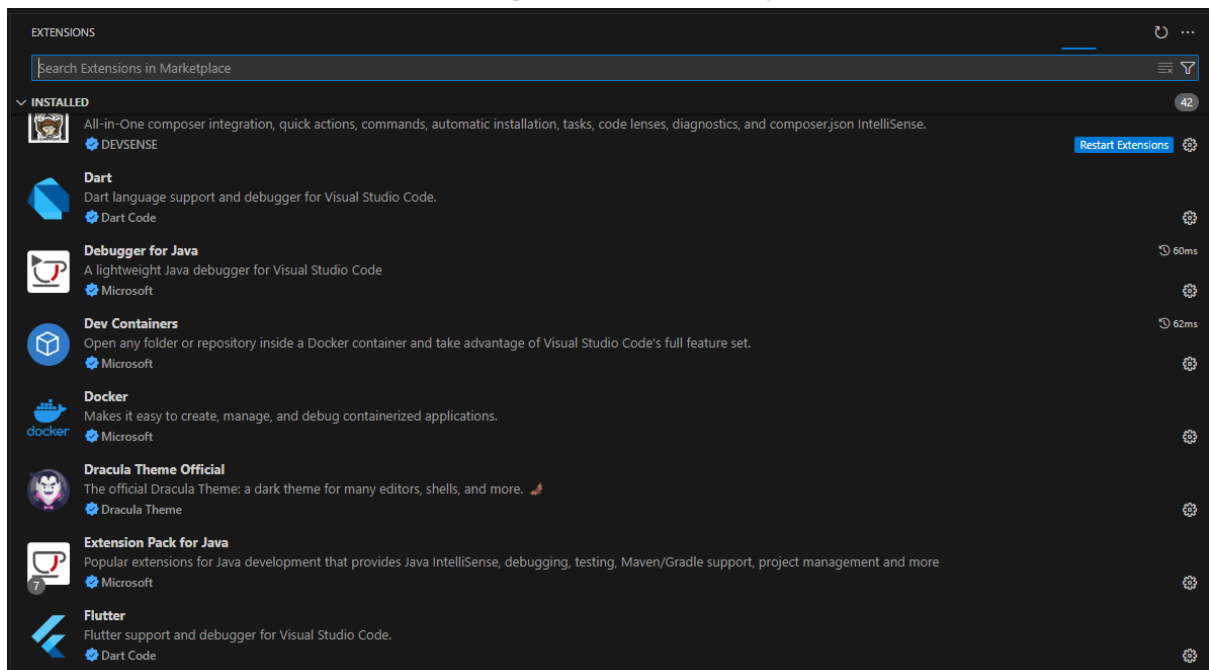 EXTENSIONS
Search Extensions in Marketplace
INSTALLED 42
All-in-One composer integration, quick actions, commands, automatic installation, tasks, code lenses, diagnostics, and composer.json IntelliSense.
DEVSENSE Restart Extensions
Dart
Dart language support and debugger for Visual Studio Code.
Dart Code
Debugger for Java 60ms
A lightweight Java debugger for Visual Studio Code
Microsoft
Dev Containers 62ms
Open any folder or repository inside a Docker container and take advantage of Visual Studio Code's full feature set.
Microsoft
Docker
Makes it easy to create, manage, and debug containerized applications.
docker Microsoft
Dracula Theme Official
The official Dracula Theme: a dark theme for many editors, shells, and more.
Dracula Theme
Extension Pack for Java
Popular extensions for Java development that provides Java IntelliSense, debugging, testing, Maven/Gradle support, project management and more
7 Microsoft
Flutter
Flutter support and debugger for Visual Studio Code.
Dart Code